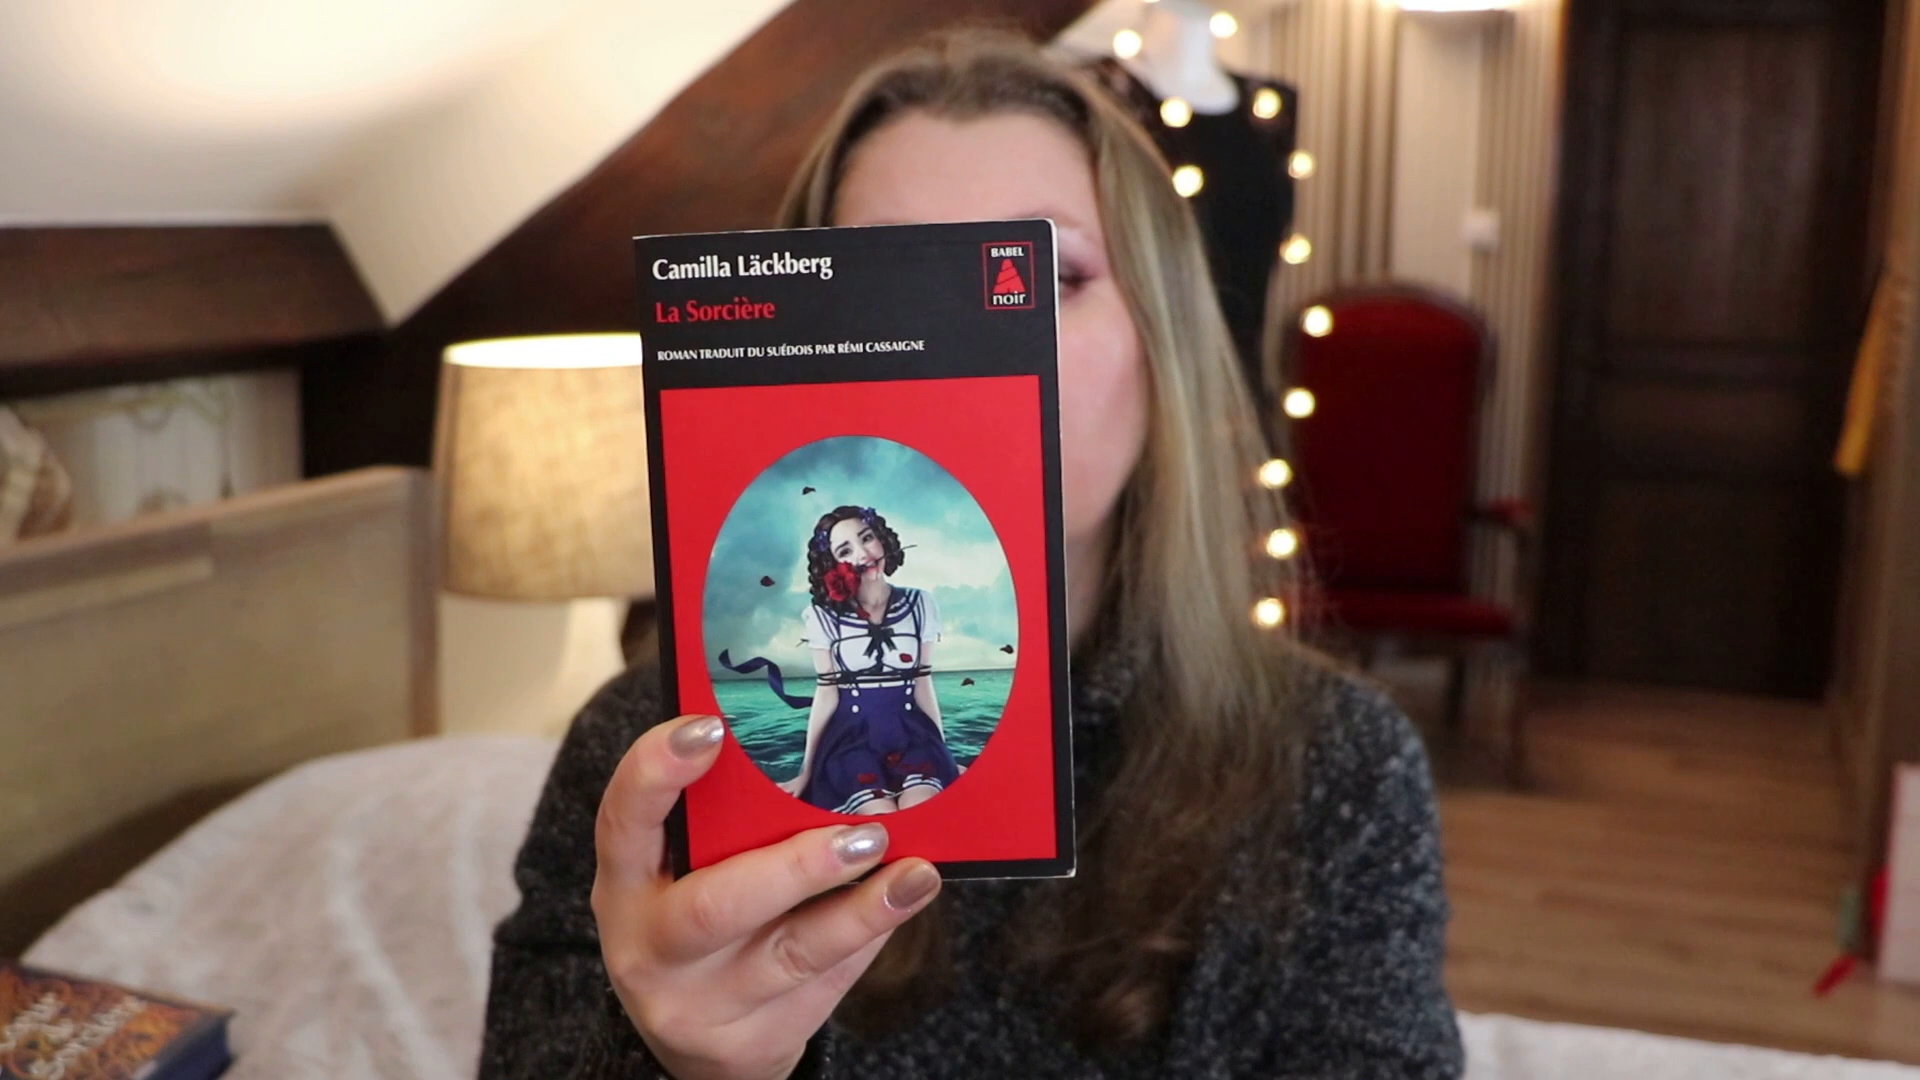 Camilla Läckberg
La Sorcière
ROMAN TRADUIT DU SUÉDOIS PAR RÉMI CASSAIGNE
BABEL
noir